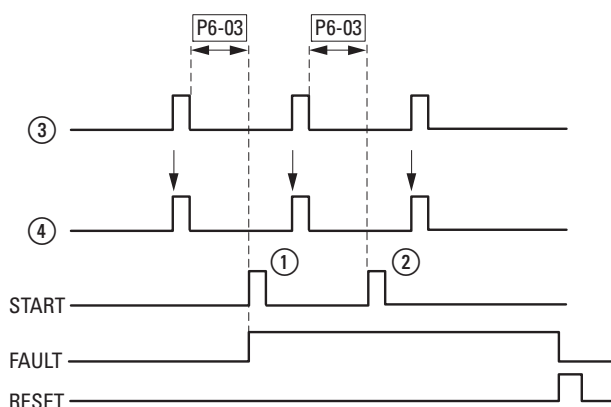 P6-03 P6-03
③
④
① ②
START
FAULT
RESET